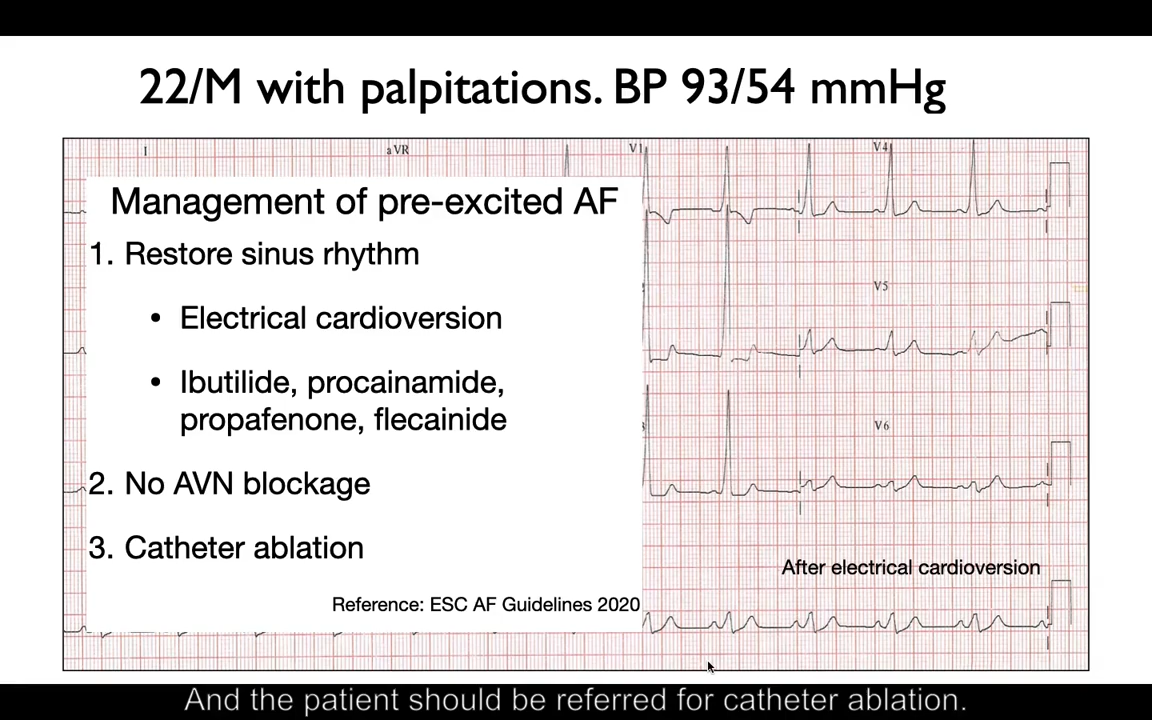 22/M with palpitations. BP 93/54 mmHg
I
aVR
V1
V4
Management of pre-excited AF
1. Restore sinus rhythm
• Electrical cardioversion
• Ibutilide, procainamide,
propafenone, flecainide
2. No AVN blockage
3. Catheter ablation
Reference: ESC AF Guidelines 2020
V5
V6
After electrical cardioversion
And the patient should be referred for catheter ablation.